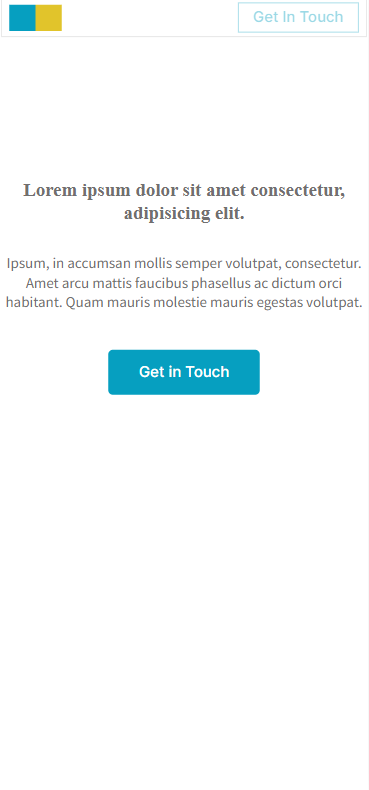 Get In Touch
Lorem ipsum dolor sit amet consectetur,
adipisicing elit.
Ipsum, in accumsan mollis semper volutpat, consectetur.
Amet arcu mattis faucibus phasellus ac dictum orci
habitant. Quam mauris molestie mauris egestas volutpat.
Get in Touch